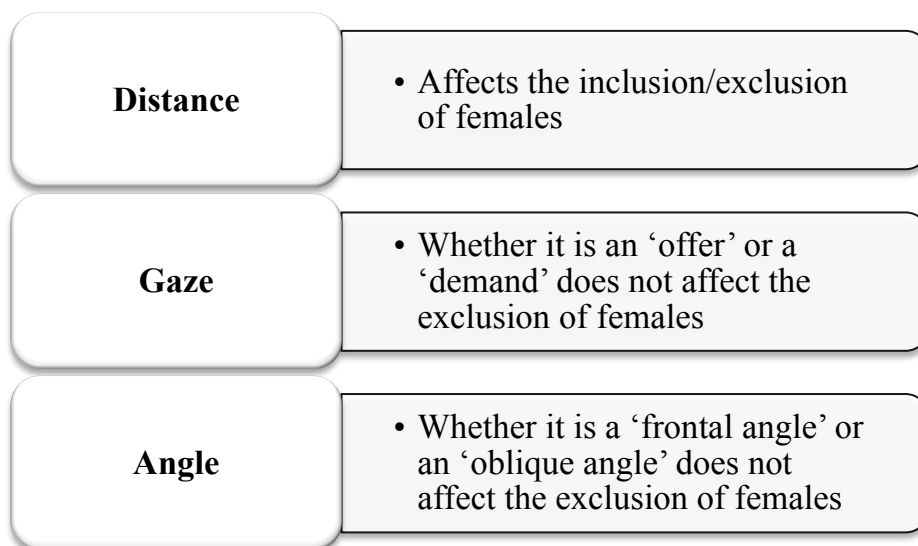 Distance
• Affects the inclusion/exclusion
of females
Gaze
• Whether it is an ‘offer’ or a
‘demand’ does not affect the
exclusion of females
Angle
• Whether it is a ‘frontal angle’ or
an ‘oblique angle’ does not
affect the exclusion of females